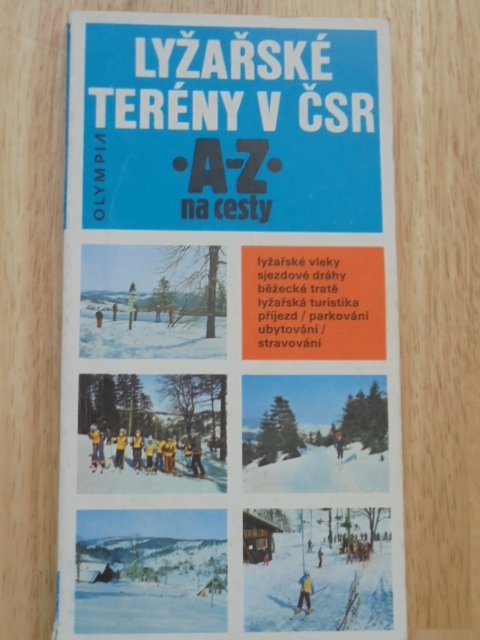 LYŽAŘSKÉ
TERÉNY V ČSR
•A-Z•
na cesty
OLYMPIA
lyžařské vleky
sjezdové dráhy
běžecké tratě
lyžařská turistika
příjezd / parkování
ubytování /
stravování